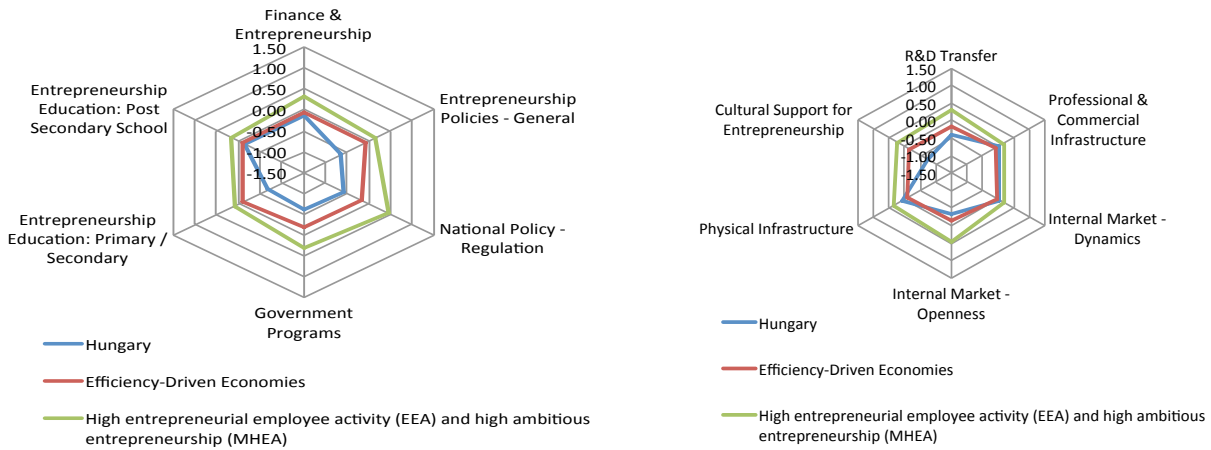 Finance &
Entrepreneurship
1.50
1.00
0.50
0.00
-0.50
-1.00
-1.50
Entrepreneurship
Policies - General
National Policy -
Regulation
Government
Programs
Entrepreneurship
Education: Primary /
Secondary
Entrepreneurship
Education: Post
Secondary School
Hungary
Efficiency-Driven Economies
High entrepreneurial employee activity (EEA) and high ambitious
entrepreneurship (MHEA)
R&D Transfer
1.50
1.00
0.50
0.00
-0.50
-1.00
-1.50
Professional &
Commercial
Infrastructure
Internal Market -
Dynamics
Internal Market -
Openness
Physical Infrastructure
Cultural Support for
Entrepreneurship
Hungary
Efficiency-Driven Economies
High entrepreneurial employee activity (EEA) and high ambitious
entrepreneurship (MHEA)